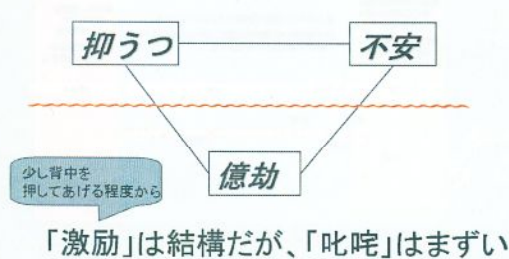 抑うつ
不安
億劫
少し背中を
押してあげる程度から
「激励」は結構だが、「叱咤」はまずい